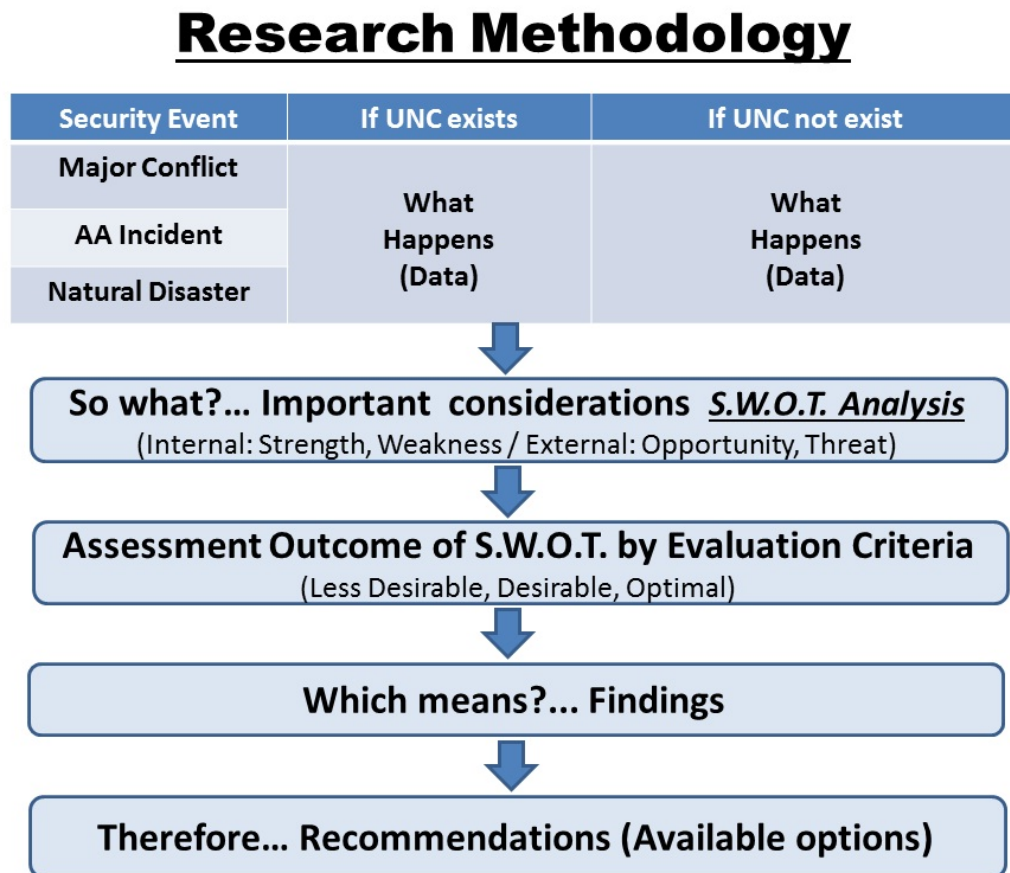 Research Methodology
Security Event If UNC exists If UNC not exist
Major Conflict
AA Incident
Natural Disaster
What
Happens
(Data)
What
Happens
(Data)
So what?... Important considerations S.W.O.T. Analysis
(Internal: Strength, Weakness / External: Opportunity, Threat)
Assessment Outcome of S.W.O.T. by Evaluation Criteria
(Less Desirable, Desirable, Optimal)
Which means?... Findings
Therefore... Recommendations (Available options)